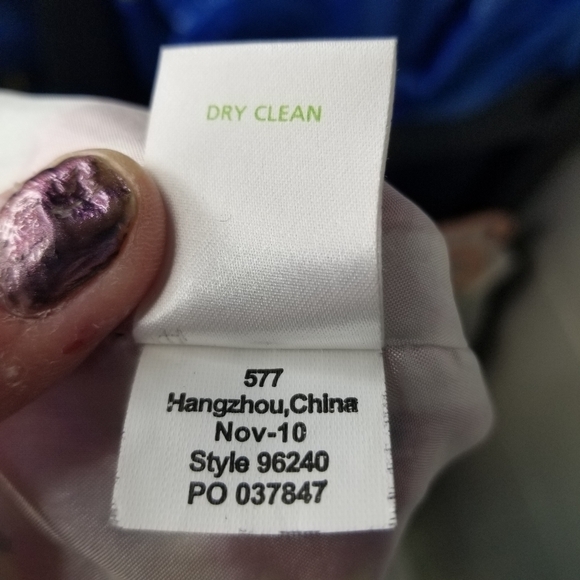 DRY CLEAN
577
Hangzhou,China
Nov-10
Style 96240
PO 037847